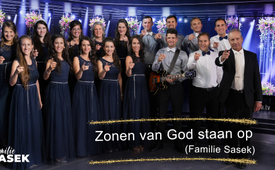 Zonen van God staan op
(Familie Sasek)
Familie
SASEK